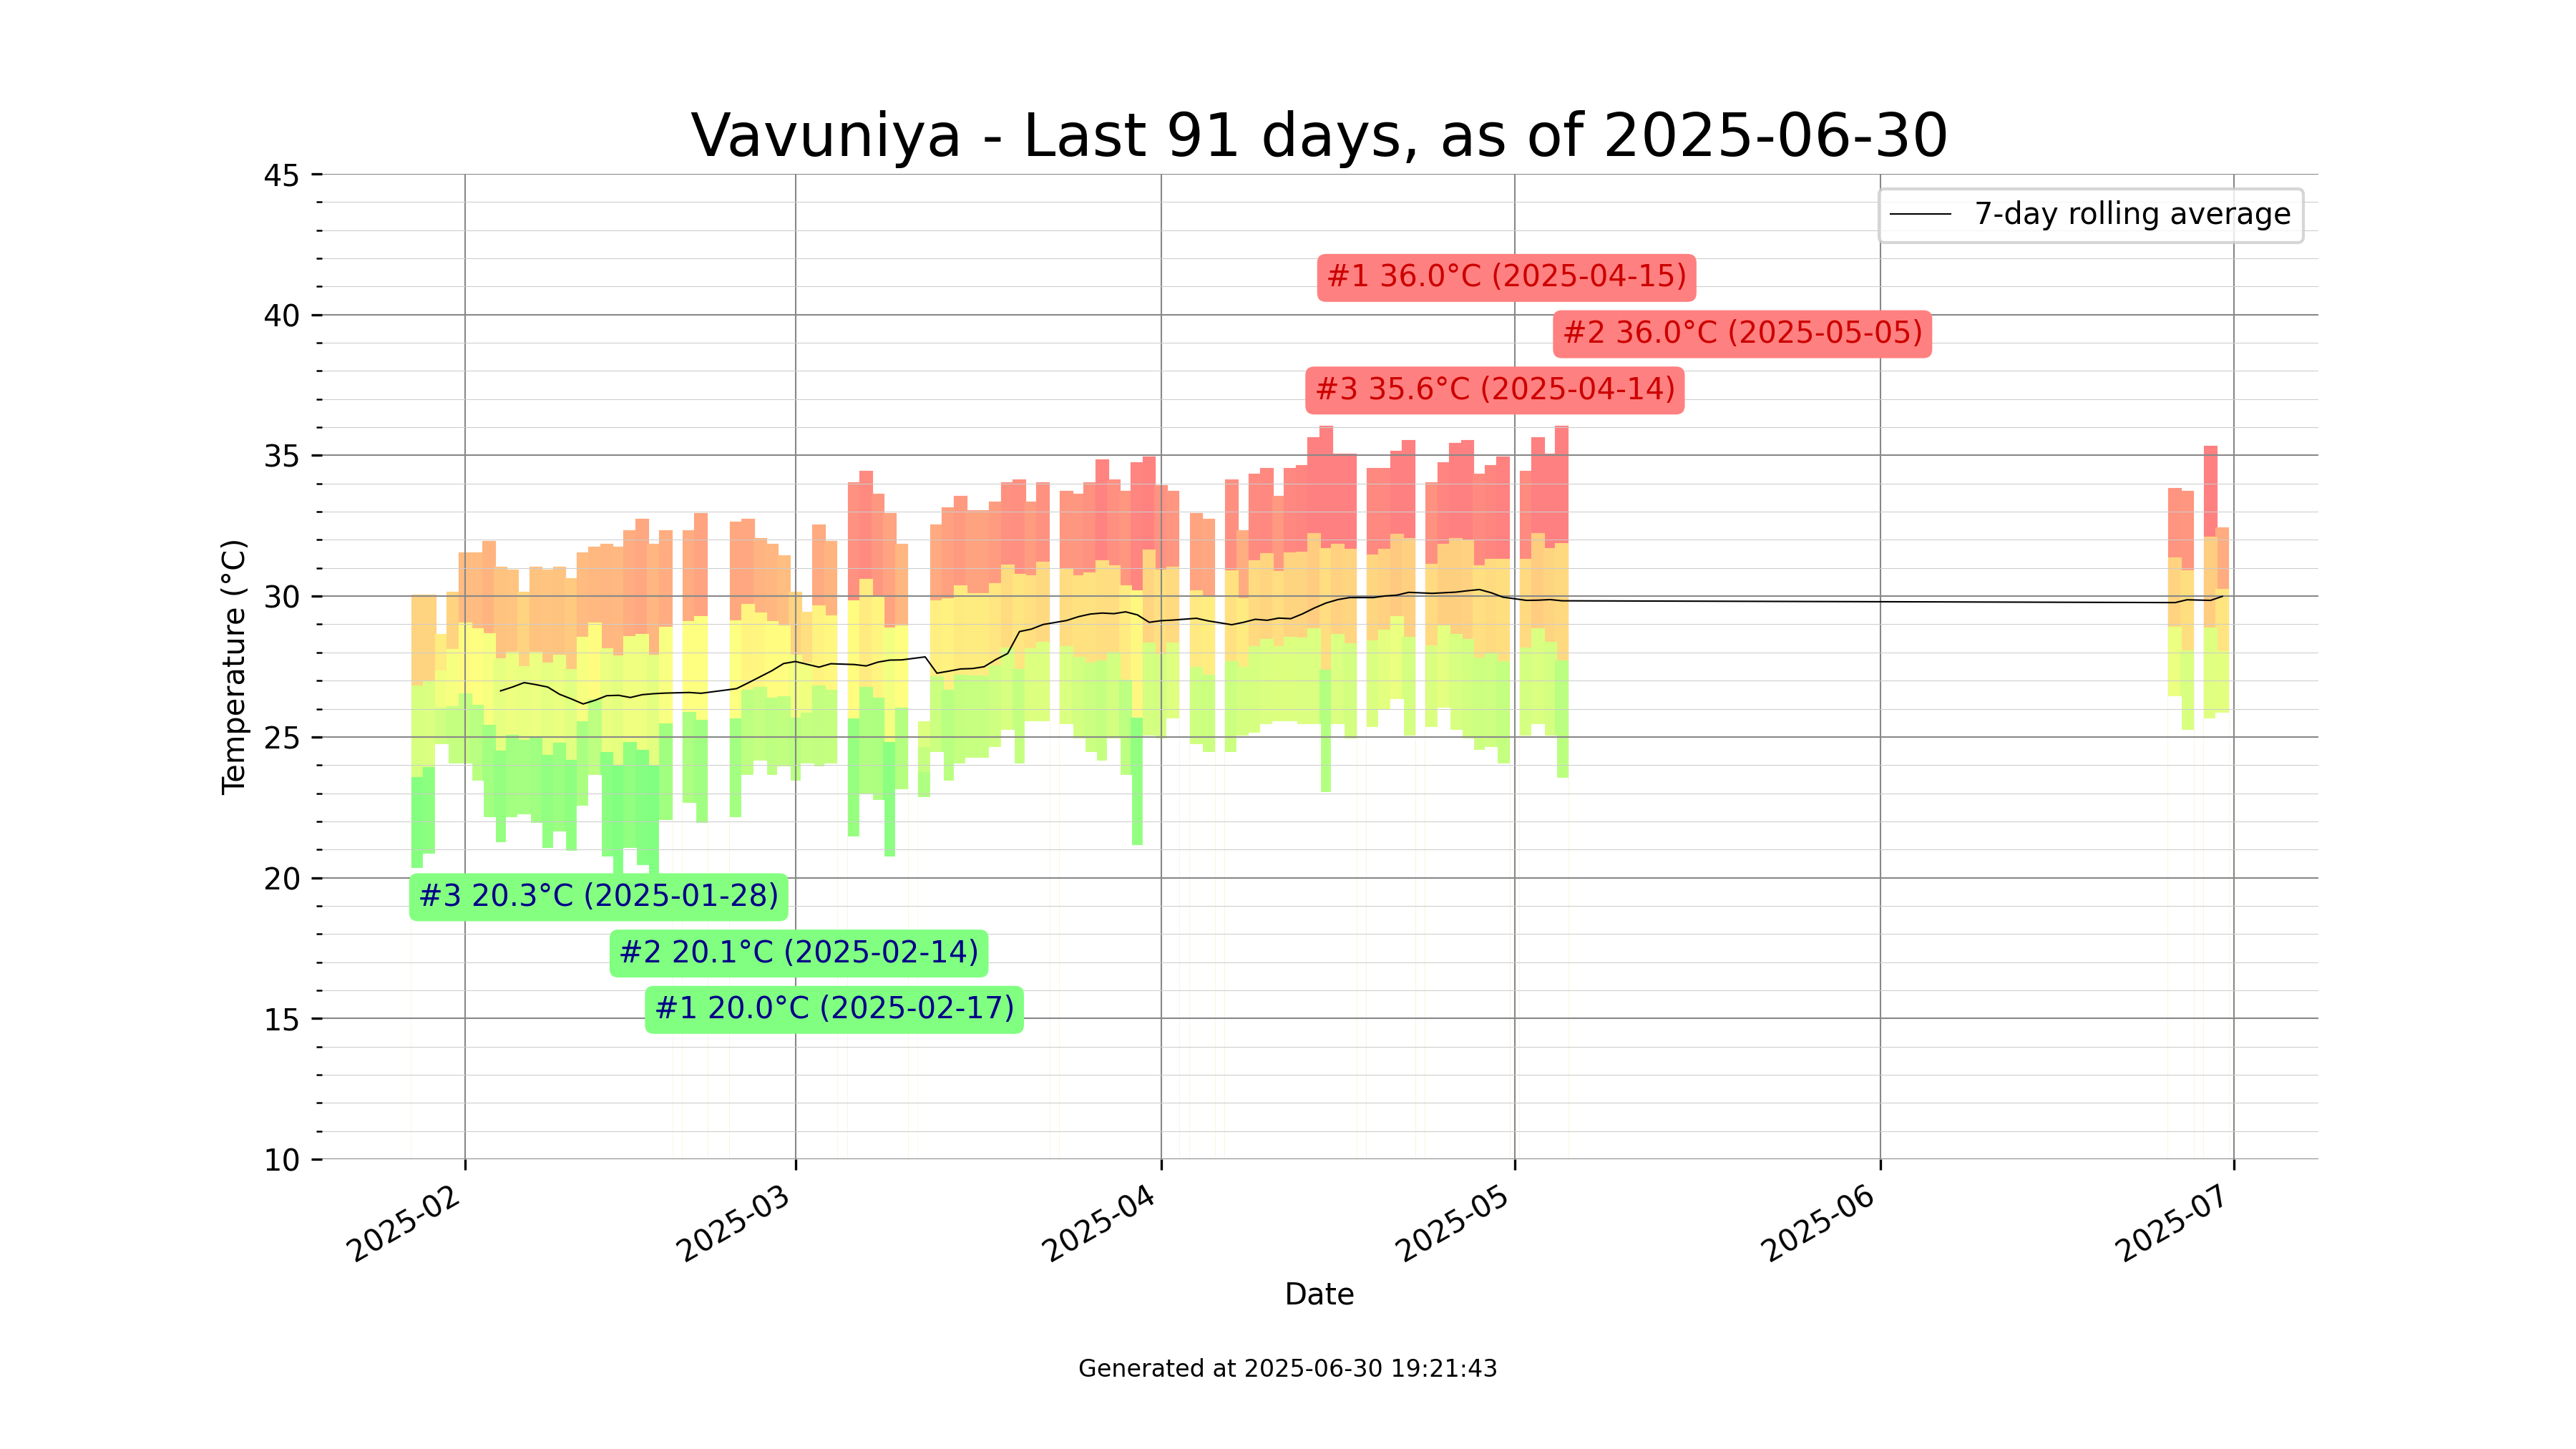 Vavuniya - Last 91 days, as of 2025-06-30
7-day rolling average
#1 36.0°C (2025-04-15)
#2 36.0°C (2025-05-05)
#3 35.6°C (2025-04-14)
#3 20.3°C (2025-01-28)
#2 20.1°C (2025-02-14)
#1 20.0°C (2025-02-17)
Temperature (°C)
45
40
35
30
25
20
15
10
2025-02
2025-03
2025-04
2025-05
2025-06
2025-07
Date
Generated at 2025-06-30 19:21:43